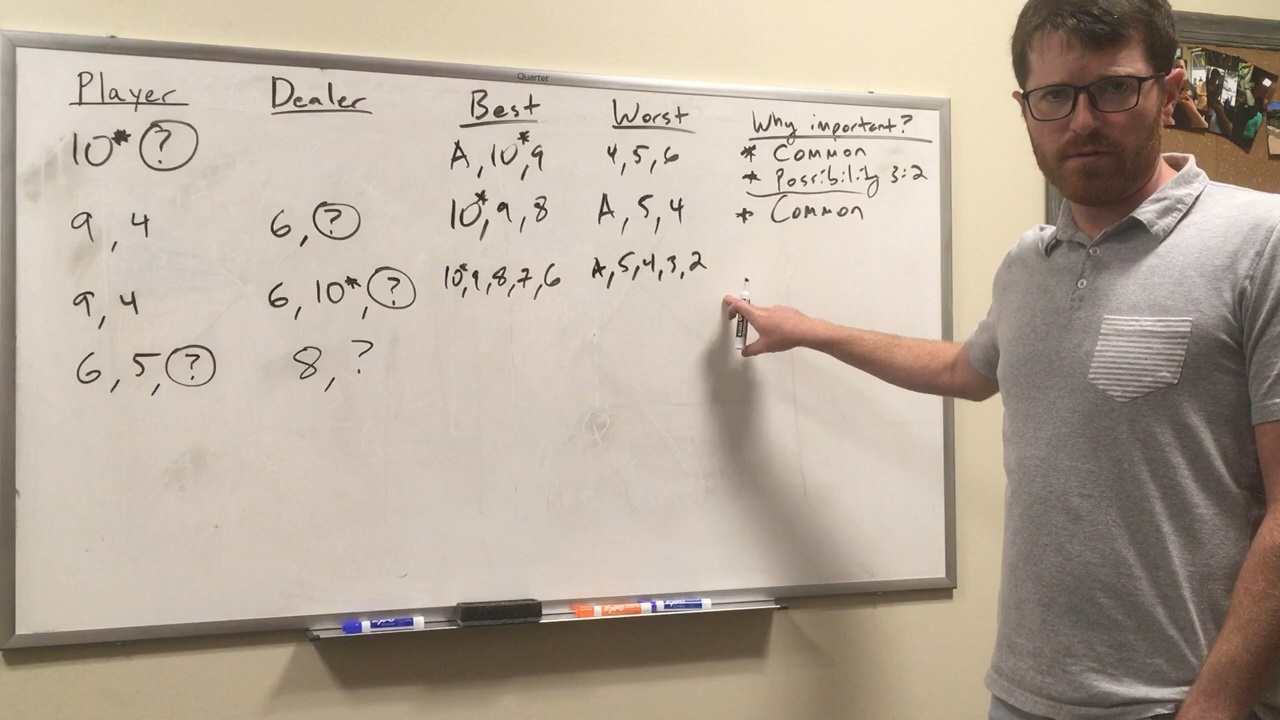 Quartet
Player Dealer Best Worst Why important?
10* ? A, 10*, 9 4, 5, 6 * Common
* Possibility 3:2
9, 4 6, ? 10*, 9, 8 A, 5, 4 * Common
9, 4 6, 10*, ? 10*, 9, 8, 7, 6 A, 5, 4, 3, 2
6, 5, ? 8, ?
EXPO